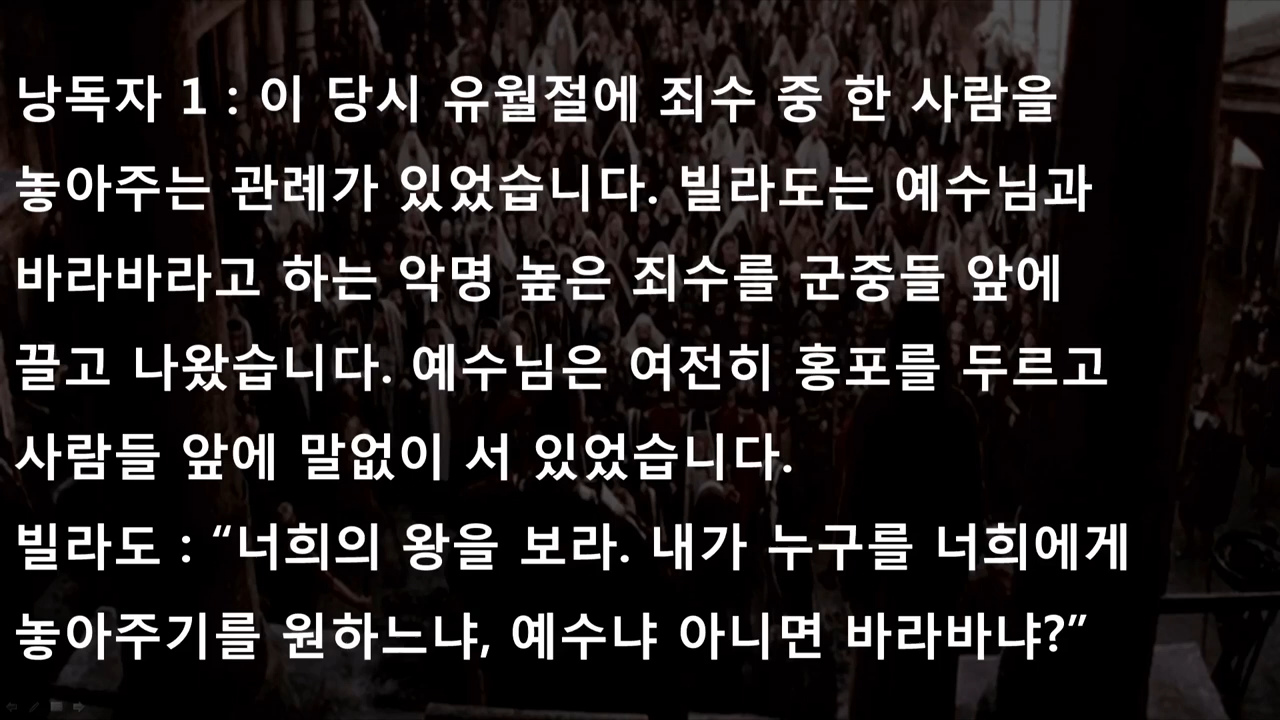 낭독자 1 : 이 당시 유월절에 죄수 중 한 사람을
놓아주는 관례가 있었습니다. 빌라도는 예수님과
바라바라고 하는 악명 높은 죄수를 군중들 앞에
끌고 나왔습니다. 예수님은 여전히 홍포를 두르고
사람들 앞에 말없이 서 있었습니다.
빌라도 : “너희의 왕을 보라. 내가 누구를 너희에게
놓아주기를 원하느냐, 예수냐 아니면 바라바냐?”